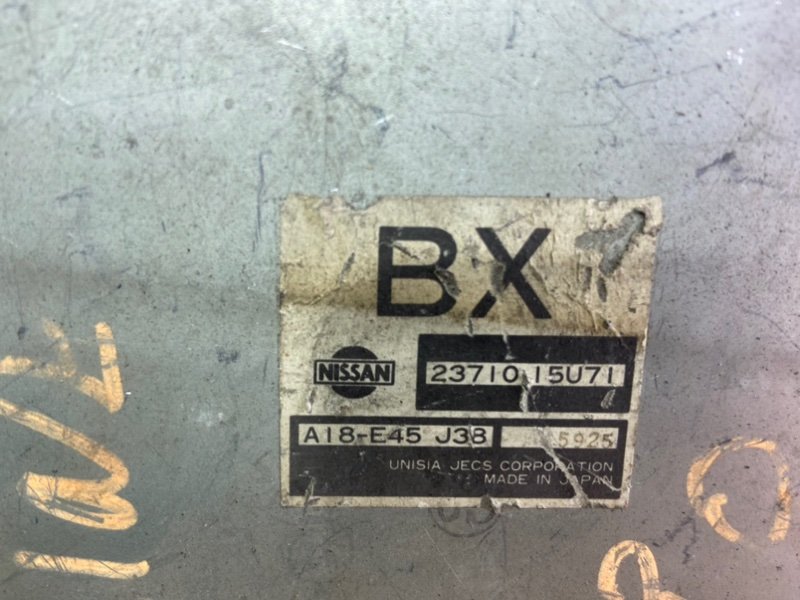 BX
NISSAN
23710 15U71
A18-E45 J38 5925
UNISIA JECS CORPORATION
MADE IN JAPAN